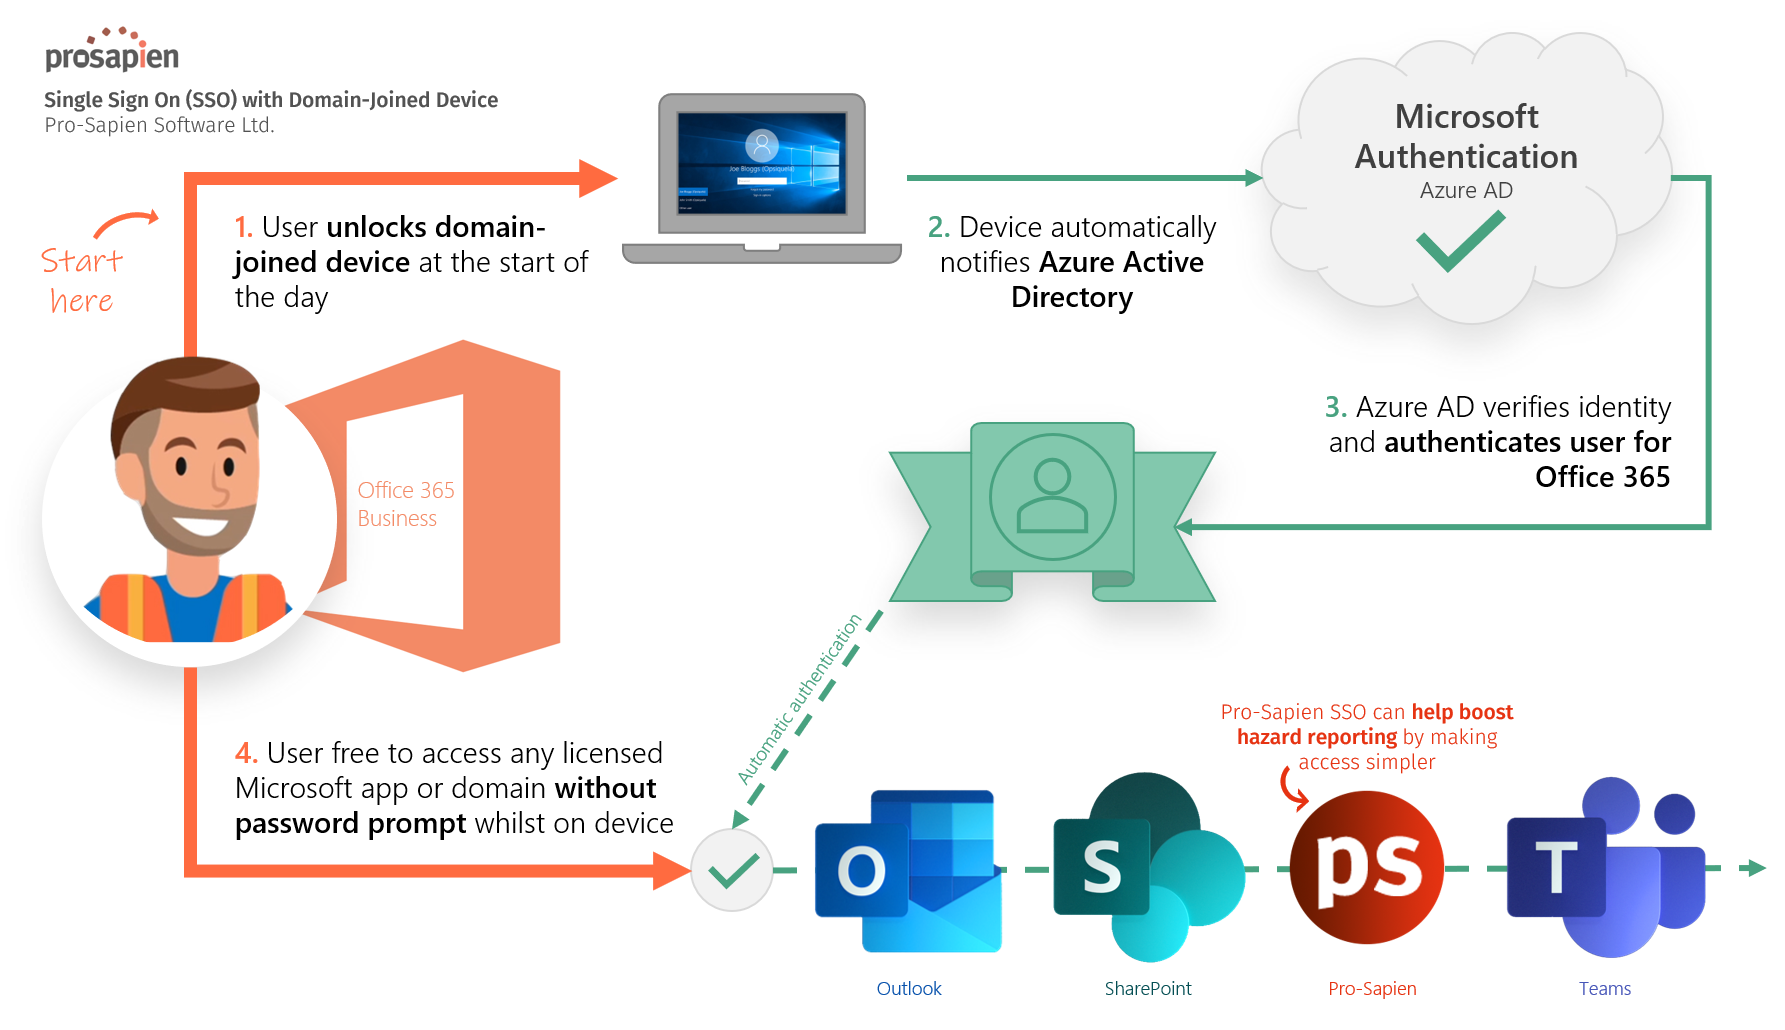 prosapien
Single Sign On (SSO) with Domain-Joined Device
Pro-Sapien Software Ltd.
Start
here
1. User unlocks domain-
joined device at the start of
the day
Joe Bloggs (Opsiquela)
2. Device automatically
notifies Azure Active
Directory
Microsoft
Authentication
Azure AD
3. Azure AD verifies identity
and authenticates user for
Office 365
Office 365
Business
Automatic authentication
4. User free to access any licensed
Microsoft app or domain without
password prompt whilst on device
Pro-Sapien SSO can help boost
hazard reporting by making
access simpler
O
S
ps
T
Outlook
SharePoint
Pro-Sapien
Teams